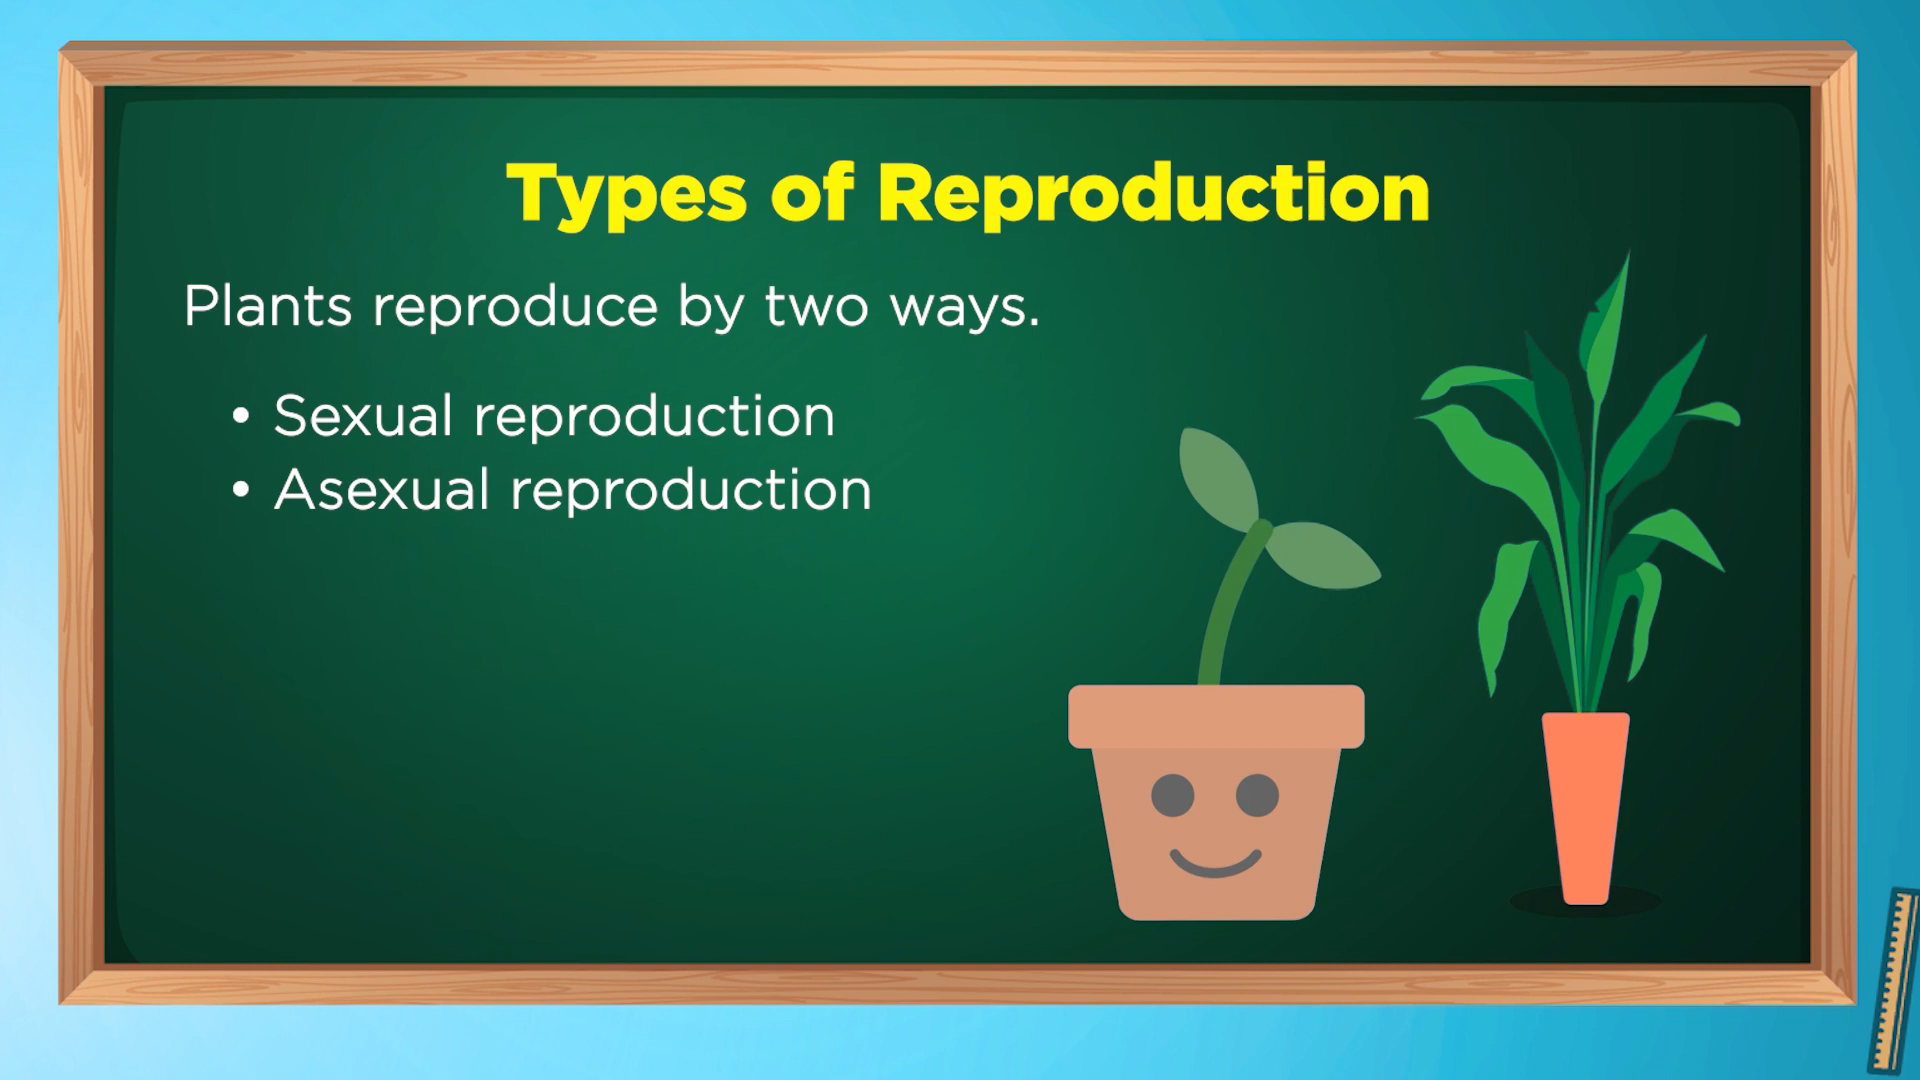 Types of Reproduction
Plants reproduce by two ways.
• Sexual reproduction
• Asexual reproduction